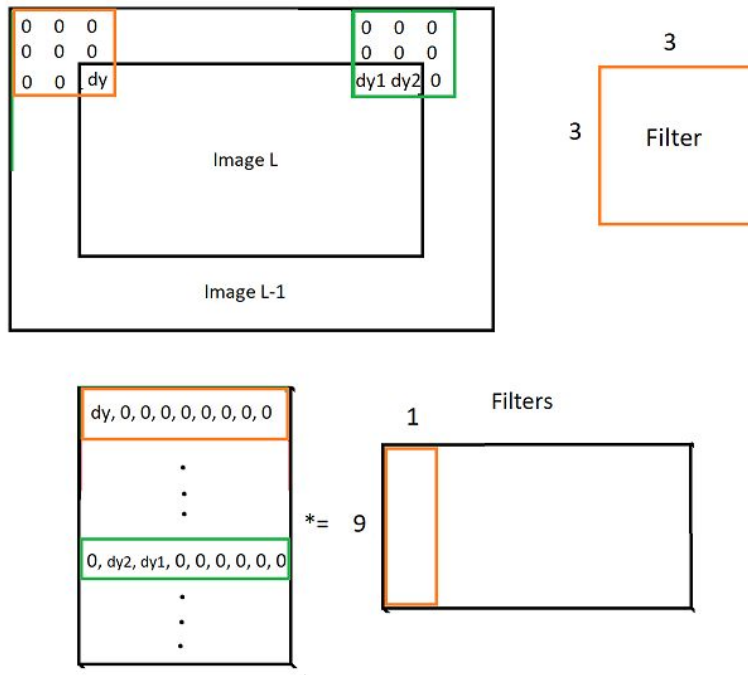 0 0 0
0 0 0
0 0 dy
0 0 0
0 0 0
dy1 dy2 0
Image L
Image L-1
3
3
Filter
dy, 0, 0, 0, 0, 0, 0, 0, 0
0, dy2, dy1, 0, 0, 0, 0, 0, 0
*=
9
1
Filters